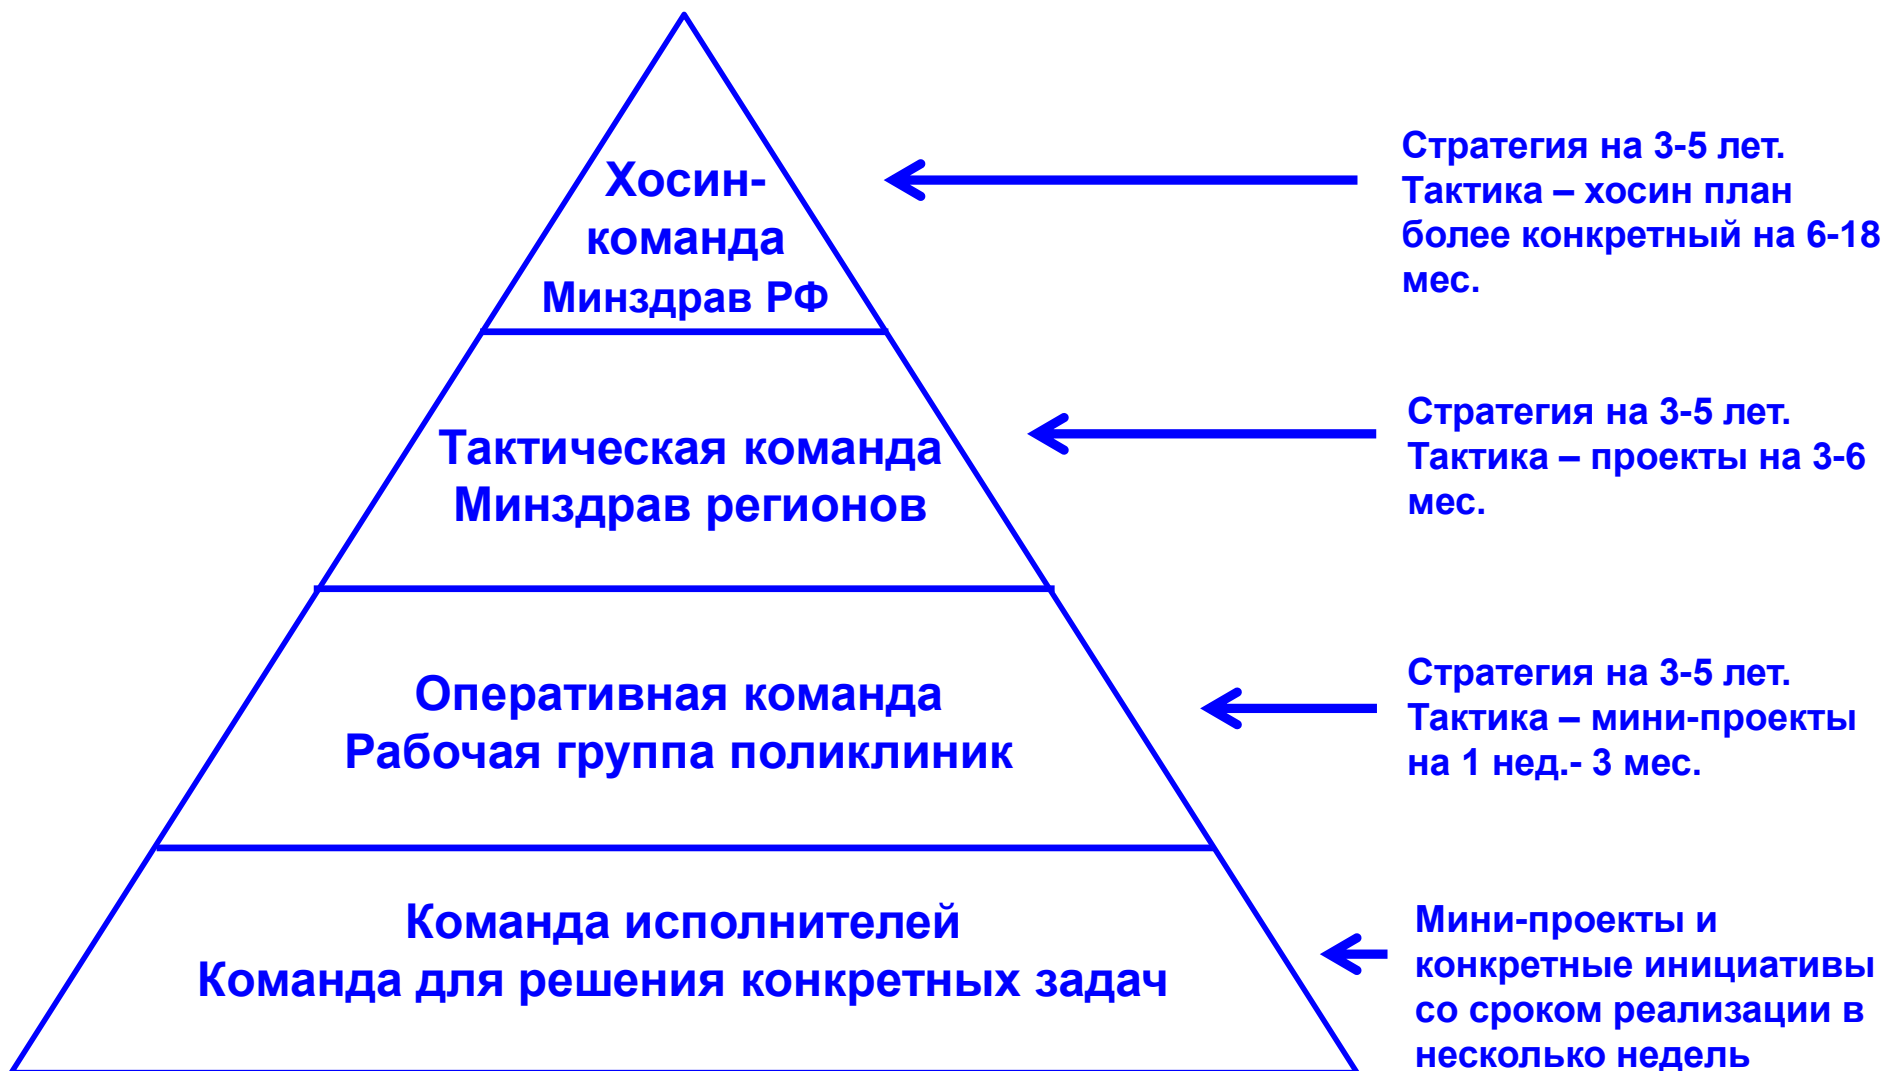 Хосин-
команда
Минздрав РФ
Стратегия на 3-5 лет.
Тактика – хосин план
более конкретный на 6-18
мес.
Тактическая команда
Минздрав регионов
Стратегия на 3-5 лет.
Тактика – проекты на 3-6
мес.
Оперативная команда
Рабочая группа поликлиник
Стратегия на 3-5 лет.
Тактика – мини-проекты
на 1 нед.- 3 мес.
Команда исполнителей
Команда для решения конкретных задач
Мини-проекты и
конкретные инициативы
со сроком реализации в
несколько недель